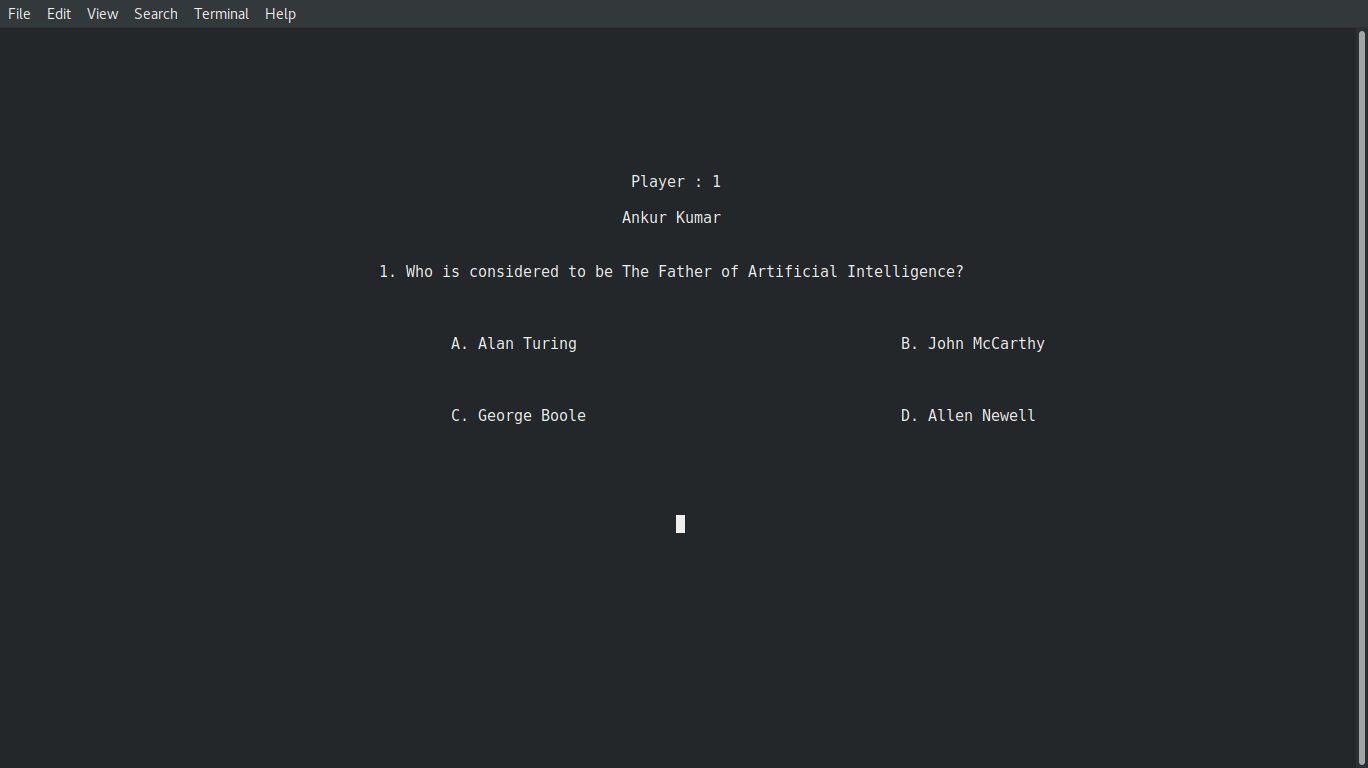 File Edit View Search Terminal Help
Player : 1
Ankur Kumar
1. Who is considered to be The Father of Artificial Intelligence?
A. Alan Turing B. John McCarthy
C. George Boole D. Allen Newell